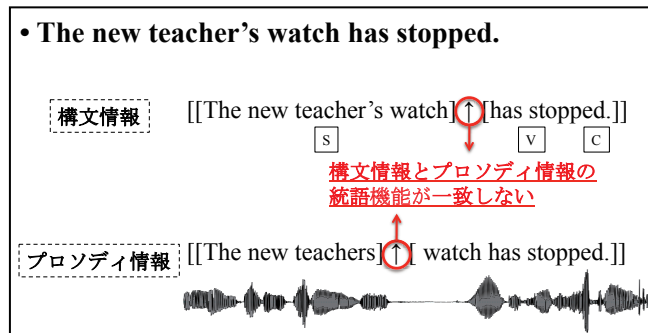 • The new teacher’s watch has stopped.
構文情報 [[The new teacher’s watch] ↑ [has stopped.]]
S V C
構文情報とプロソディ情報の
統語機能が一致しない
プロソディ情報 [[The new teachers] ↑ [ watch has stopped.]]